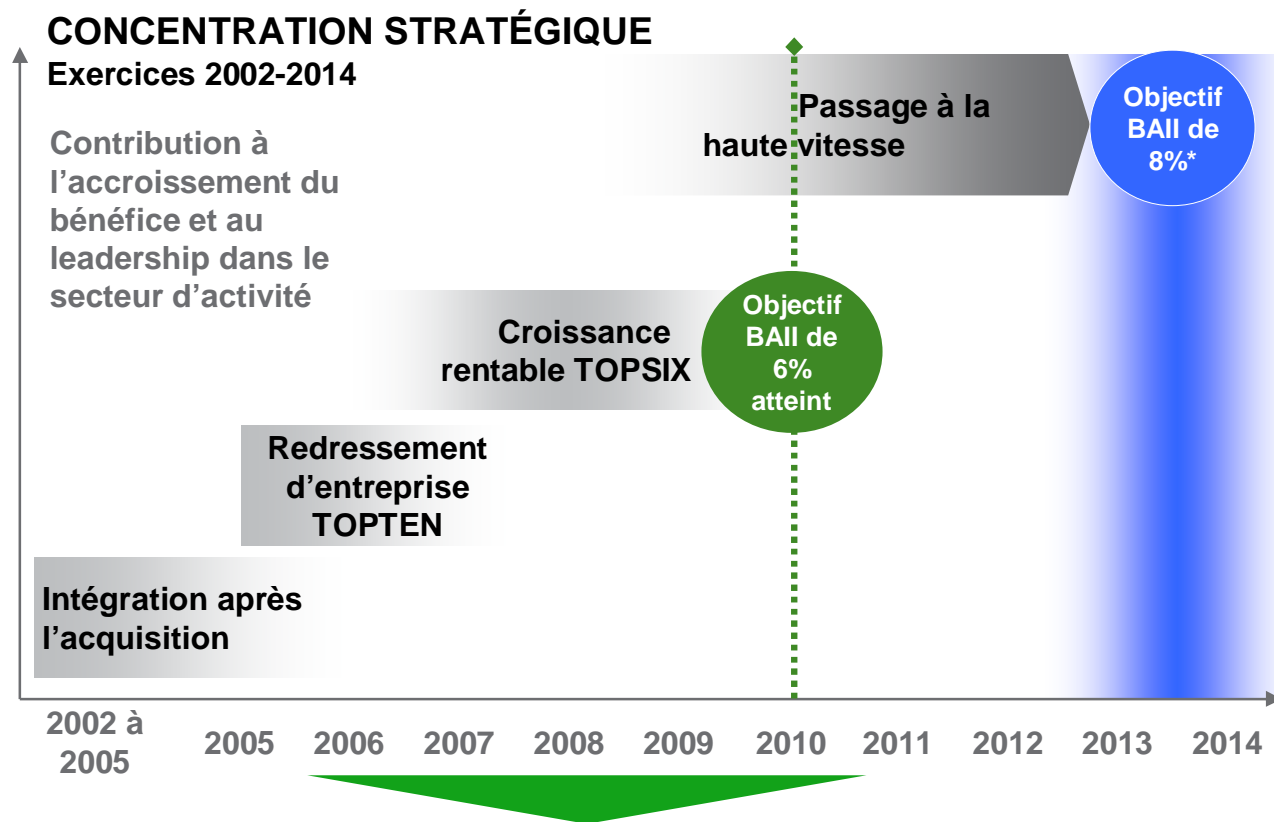 CONCENTRATION STRATÉGIQUE
Exercices 2002-2014
Contribution à
l’accroissement du
bénéfice et au
leadership dans le
secteur d’activité
Passage à la
haute vitesse
Objectif
BAII de
8%*
Croissance
rentable TOPSIX
Objectif
BAII de
6%
atteint
Redressement
d’entreprise
TOPTEN
Intégration après
l’acquisition
2002 à
2005
2005
2006
2007
2008
2009
2010
2011
2012
2013
2014